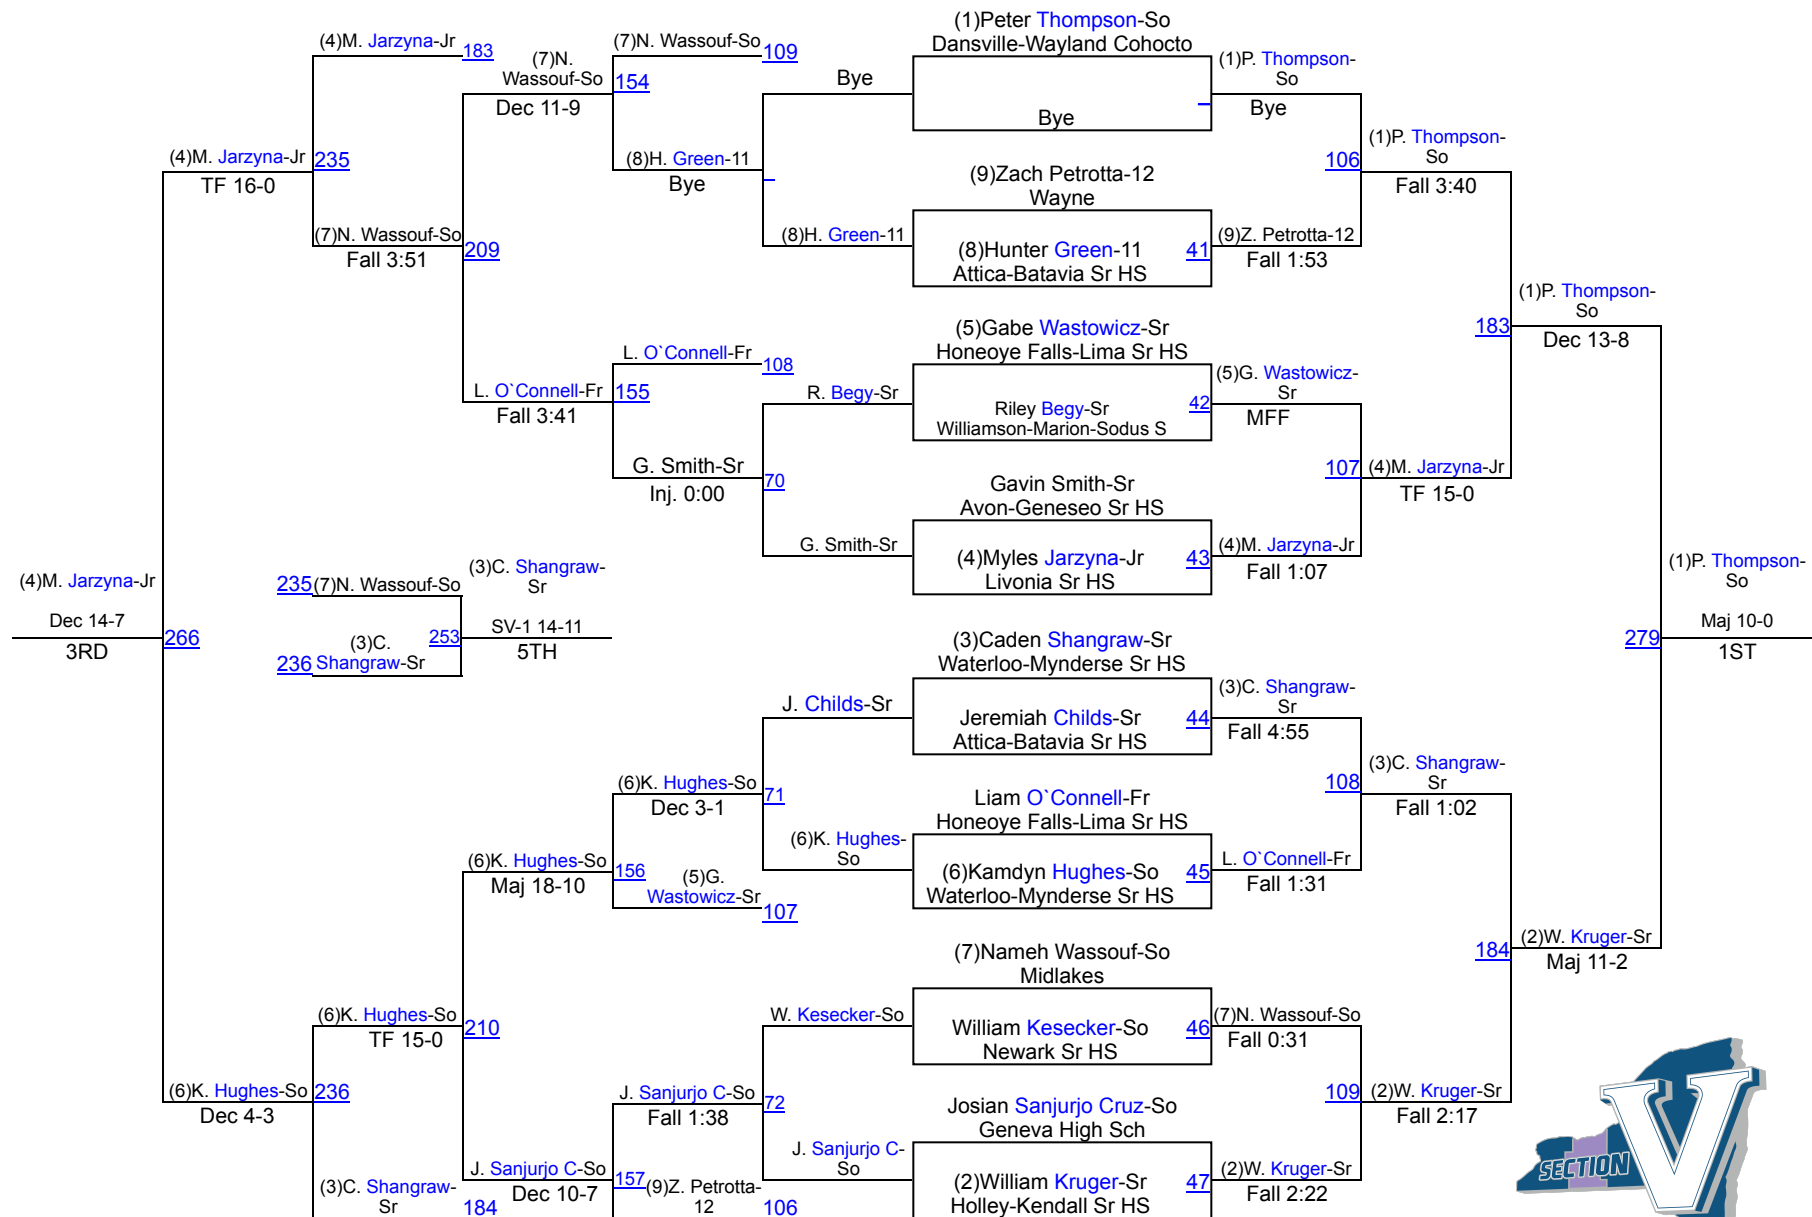 (1)Peter Thompson-So
Dansville-Wayland Cohocto
Bye
(9)Zach Petrotta-12
Wayne
(8)Hunter Green-11
Attica-Batavia Sr HS
41
(5)Gabe Wastowicz-Sr
Honeoye Falls-Lima Sr HS
Riley Begy-Sr
Williamson-Marion-Sodus S
42
Gavin Smith-Sr
Avon-Geneseo Sr HS
(4)Myles Jarzyna-Jr
Livonia Sr HS
43
(3)Caden Shangraw-Sr
Waterloo-Mynderse Sr HS
Jeremiah Childs-Sr
Attica-Batavia Sr HS
44
Liam O`Connell-Fr
Honeoye Falls-Lima Sr HS
(6)Kamdyn Hughes-So
Waterloo-Mynderse Sr HS
45
(7)Nameh Wassouf-So
Midlakes
William Kesecker-So
Newark Sr HS
46
Josian Sanjurjo Cruz-So
Geneva High Sch
(2)William Kruger-Sr
Holley-Kendall Sr HS
47
(1)P. Thompson-
So
Bye
(9)Z. Petrotta-12
Fall 1:53
(5)G. Wastowicz-
Sr
MFF
(4)M. Jarzyna-Jr
Fall 1:07
(3)C. Shangraw-
Sr
Fall 4:55
L. O`Connell-Fr
Fall 1:31
(7)N. Wassouf-So
Fall 0:31
(2)W. Kruger-Sr
Fall 2:22
106
(1)P. Thompson-
So
Fall 3:40
107
(4)M. Jarzyna-Jr
TF 15-0
108
(3)C. Shangraw-
Sr
Fall 1:02
109
(2)W. Kruger-Sr
Fall 2:17
183
(1)P. Thompson-
So
Dec 13-8
184
(2)W. Kruger-Sr
Maj 11-2
279
(1)P. Thompson-
So
Maj 10-0
1ST
Bye
(8)H. Green-11
R. Begy-Sr
G. Smith-Sr
J. Childs-Sr
(6)K. Hughes-
So
W. Kesecker-So
J. Sanjurjo C-
So
(7)N. Wassouf-So
109
(8)H. Green-11
Bye
L. O`Connell-Fr
108
G. Smith-Sr
Inj. 0:00
70
(6)K. Hughes-So
Dec 3-1
71
(5)G.
Wastowicz-Sr
107
J. Sanjurjo C-So
Fall 1:38
72
(9)Z. Petrotta-
12
106
(7)N.
Wassouf-So
Dec 11-9
154
L. O`Connell-Fr
Fall 3:41
155
(6)K. Hughes-So
Maj 18-10
156
J. Sanjurjo C-So
Dec 10-7
157
(4)M. Jarzyna-Jr
183
(7)N. Wassouf-So
Fall 3:51
209
(6)K. Hughes-So
TF 15-0
210
(3)C. Shangraw-
Sr
184
(4)M. Jarzyna-Jr
TF 16-0
235
(6)K. Hughes-So
Dec 4-3
236
(4)M. Jarzyna-Jr
Dec 14-7
3RD
266
235
(7)N. Wassouf-So
236
(3)C.
Shangraw-Sr
253
(3)C. Shangraw-
Sr
SV-1 14-11
5TH
SECTION V